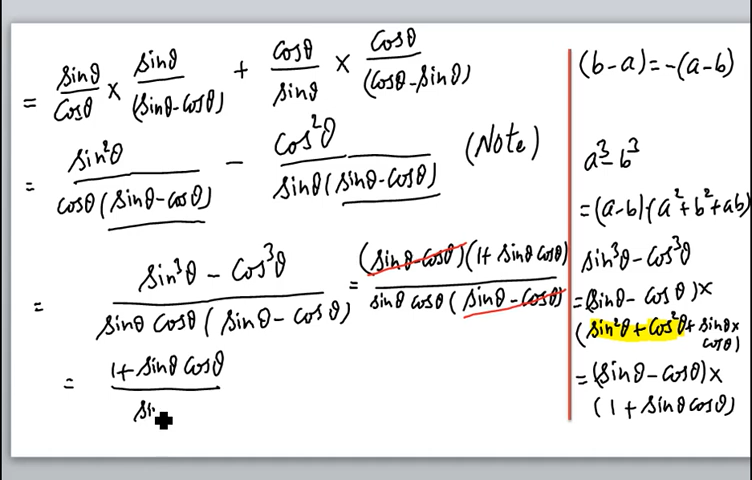 = sinθ/cosθ × sinθ/(sinθ-cosθ) + cosθ/sinθ × cosθ/(cosθ-sinθ)
= sin²θ/cosθ(sinθ-cosθ) - cos²θ/sinθ(sinθ-cosθ) (Note)
= sin³θ - cos³θ/sinθ cosθ(sinθ-cosθ) = (sinθ-cosθ)(1+ sinθ cosθ)/sinθ cosθ(sinθ-cosθ)
= 1+sinθ cosθ/si
(b-a)=-(a-b)
a³-b³
=(a-b)(a²+b²+ab)
sin³θ-cos³θ
=(sinθ-cosθ)×
(sin²θ+cos²θ+sinθ×
cosθ)
=(sinθ-cosθ)×
(1+sinθcosθ)